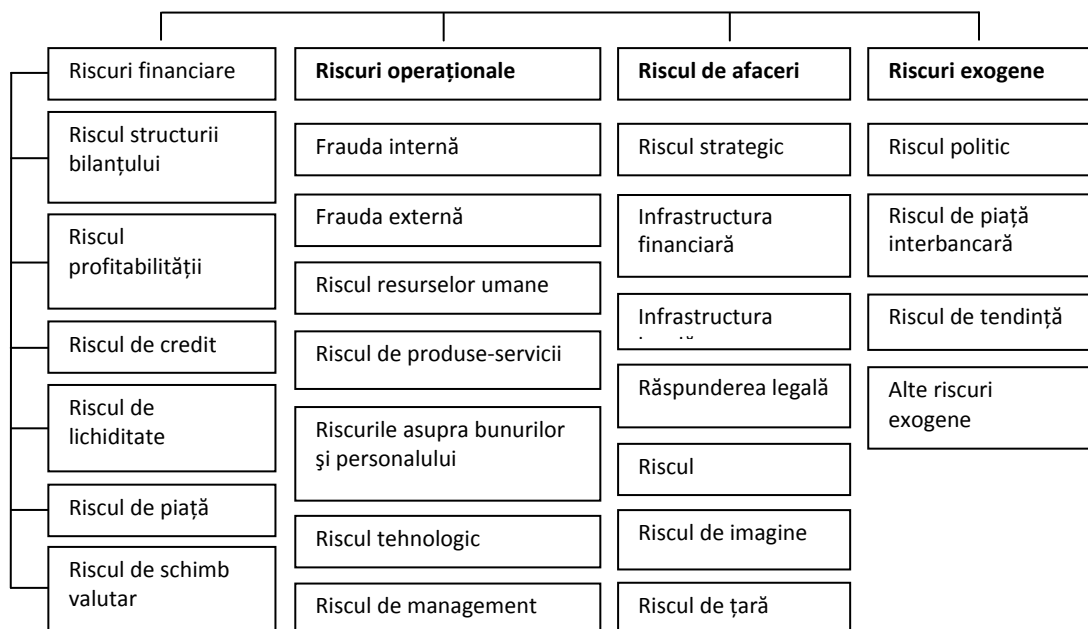 Riscuri financiare
Riscul structurii
bilanțului
Riscul
profitabilității
Riscul de credit
Riscul de
lichiditate
Riscul de piață
Riscul de schimb
valutar
Riscuri operaționale
Frauda internă
Frauda externă
Riscul resurselor umane
Riscul de produse-servicii
Riscurile asupra bunurilor
şi personalului
Riscul tehnologic
Riscul de management
Riscul de afaceri
Riscul strategic
Infrastructura
financiară
Infrastructura
Răspunderea legală
Riscul
Riscul de imagine
Riscul de țară
Riscuri exogene
Riscul politic
Riscul de piață
interbancară
Riscul de tendință
Alte riscuri
exogene